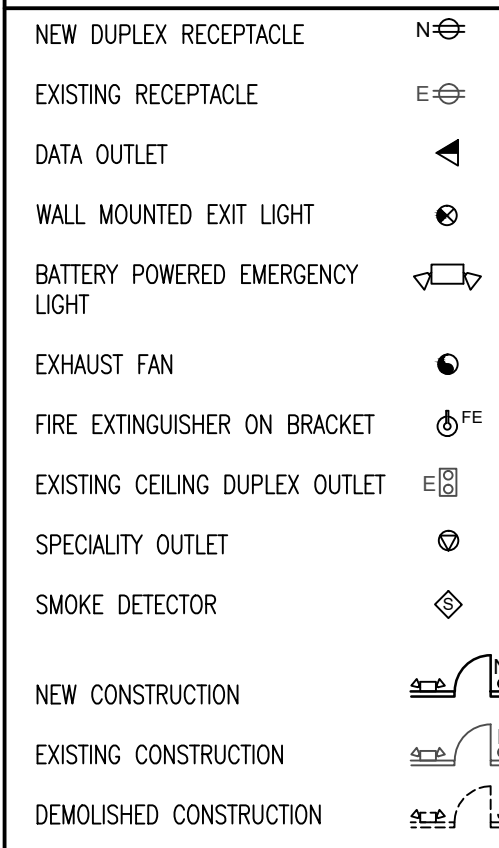 NEW DUPLEX RECEPTACLE N
EXISTING RECEPTACLE E
DATA OUTLET
WALL MOUNTED EXIT LIGHT
BATTERY POWERED EMERGENCY
LIGHT
EXHAUST FAN
FIRE EXTINGUISHER ON BRACKET FE
EXISTING CEILING DUPLEX OUTLET E
SPECIALITY OUTLET
SMOKE DETECTOR S
NEW CONSTRUCTION
EXISTING CONSTRUCTION
DEMOLISHED CONSTRUCTION